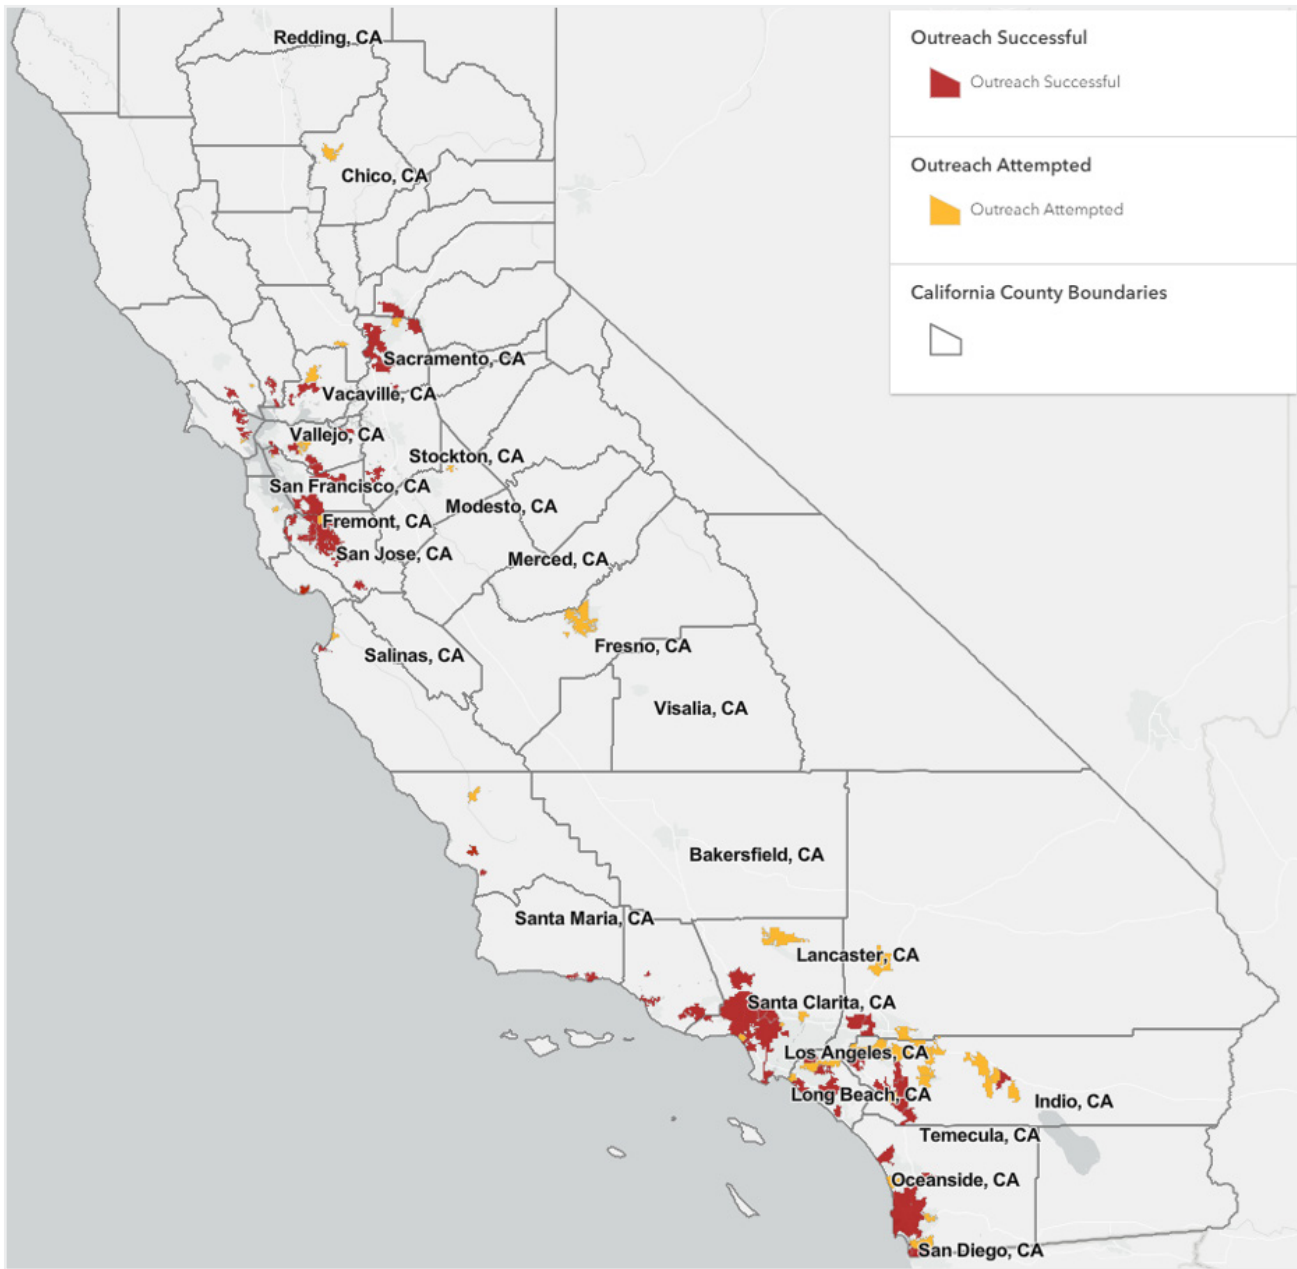 Redding, CA
Outreach Successful
Outreach Successful
Chico, CA
Outreach Attempted
Outreach Attempted
California County Boundaries
Sacramento, CA
Vacaville, CA
Vallejo, CA
Stockton, CA
San Francisco, CA
Modesto, CA
Fremont, CA
San Jose, CA
Merced, CA
Fresno, CA
Salinas, CA
Visalia, CA
Bakersfield, CA
Santa Maria, CA
Lancaster, CA
Santa Clarita, CA
Los Angeles, CA
Long Beach, CA
Indio, CA
Temecula, CA
Oceanside, CA
San Diego, CA